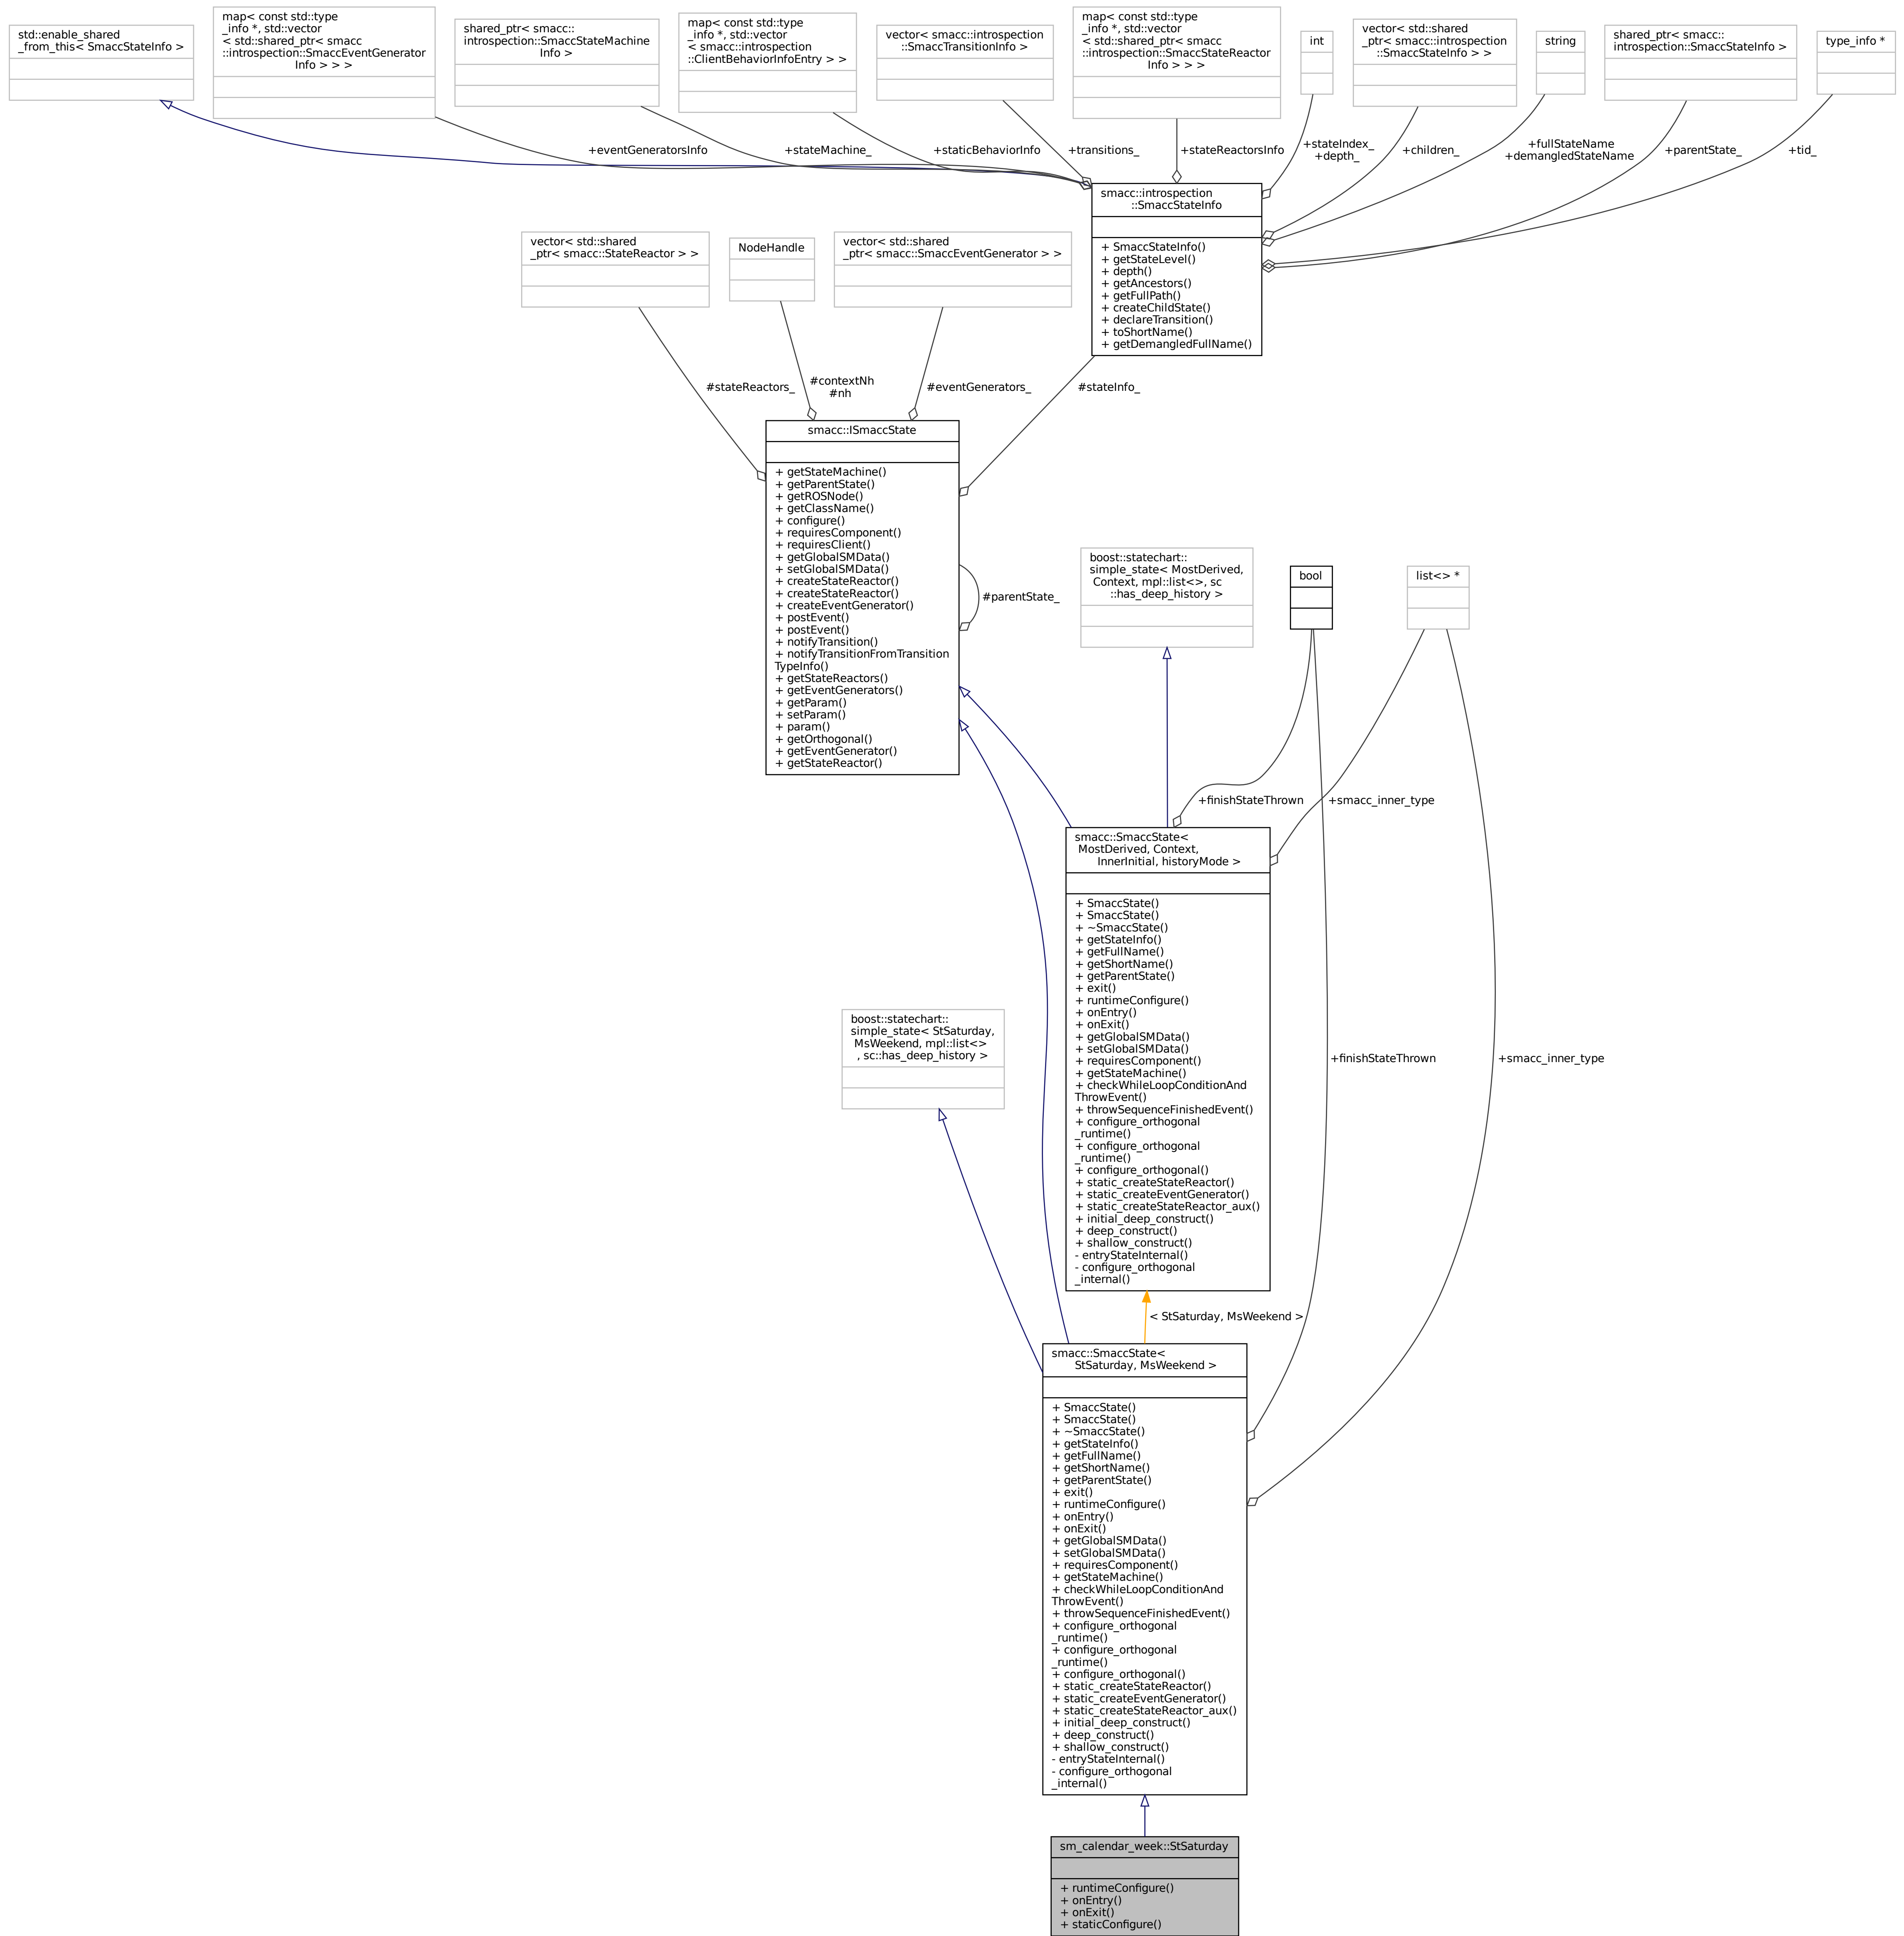 std::enable_shared
_from_this< SmaccStateInfo >
map< const std::type
_info *, std::vector
< std::shared_ptr< smacc
::introspection::SmaccEventGenerator
Info > > >
shared_ptr< smacc::
introspection::SmaccStateMachine
Info >
map< const std::type
_info *, std::vector
< smacc::introspection
::ClientBehaviorInfoEntry > >
vector< smacc::introspection
::SmaccTransitionInfo >
map< const std::type
_info *, std::vector
< std::shared_ptr< smacc
::introspection::SmaccStateReactor
Info > > >
int
vector< std::shared
_ptr< smacc::introspection
::SmaccStateInfo > >
string
shared_ptr< smacc::
introspection::SmaccStateInfo >
type_info *
+eventGeneratorsInfo
+stateMachine_
+staticBehaviorInfo
+transitions_
+stateReactorsInfo
+stateIndex_
+depth_
+children_
+fullStateName
+demangledStateName
+parentState_
+tid_
smacc::introspection
::SmaccStateInfo
+ SmaccStateInfo()
+ getStateLevel()
+ depth()
+ getAncestors()
+ getFullPath()
+ createChildState()
+ declareTransition()
+ toShortName()
+ getDemangledFullName()
vector< std::shared
_ptr< smacc::StateReactor > >
NodeHandle
vector< std::shared
_ptr< smacc::SmaccEventGenerator > >
#stateReactors_
#contextNh
#nh
#eventGenerators_
#stateInfo_
smacc::ISmaccState
+ getStateMachine()
+ getParentState()
+ getROSNode()
+ getClassName()
+ configure()
+ requiresComponent()
+ requiresClient()
+ getGlobalSMData()
+ setGlobalSMData()
+ createStateReactor()
+ createStateReactor()
+ createEventGenerator()
+ postEvent()
+ postEvent()
+ notifyTransition()
+ notifyTransitionFromTransition
TypeInfo()
+ getStateReactors()
+ getEventGenerators()
+ getParam()
+ setParam()
+ param()
+ getOrthogonal()
+ getEventGenerator()
+ getStateReactor()
#parentState_
boost::statechart::
simple_state< MostDerived,
Context, mpl::list<>, sc
::has_deep_history >
bool
list<> *
+finishStateThrown
+smacc_inner_type
smacc::SmaccState<
MostDerived, Context,
InnerInitial, historyMode >
+ SmaccState()
+ SmaccState()
+ ~SmaccState()
+ getStateInfo()
+ getFullName()
+ getShortName()
+ getParentState()
+ exit()
+ runtimeConfigure()
+ onEntry()
+ onExit()
+ getGlobalSMData()
+ setGlobalSMData()
+ requiresComponent()
+ getStateMachine()
+ checkWhileLoopConditionAnd
ThrowEvent()
+ throwSequenceFinishedEvent()
+ configure_orthogonal
_runtime()
+ configure_orthogonal
_runtime()
+ configure_orthogonal()
+ static_createStateReactor()
+ static_createEventGenerator()
+ static_createStateReactor_aux()
+ initial_deep_construct()
+ deep_construct()
+ shallow_construct()
- entryStateInternal()
- configure_orthogonal
_internal()
boost::statechart::
simple_state< StSaturday,
MsWeekend, mpl::list<>
, sc::has_deep_history >
+finishStateThrown
+smacc_inner_type
< StSaturday, MsWeekend >
smacc::SmaccState<
StSaturday, MsWeekend >
+ SmaccState()
+ SmaccState()
+ ~SmaccState()
+ getStateInfo()
+ getFullName()
+ getShortName()
+ getParentState()
+ exit()
+ runtimeConfigure()
+ onEntry()
+ onExit()
+ getGlobalSMData()
+ setGlobalSMData()
+ requiresComponent()
+ getStateMachine()
+ checkWhileLoopConditionAnd
ThrowEvent()
+ throwSequenceFinishedEvent()
+ configure_orthogonal
_runtime()
+ configure_orthogonal
_runtime()
+ configure_orthogonal()
+ static_createStateReactor()
+ static_createEventGenerator()
+ static_createStateReactor_aux()
+ initial_deep_construct()
+ deep_construct()
+ shallow_construct()
- entryStateInternal()
- configure_orthogonal
_internal()
sm_calendar_week::StSaturday
+ runtimeConfigure()
+ onEntry()
+ onExit()
+ staticConfigure()